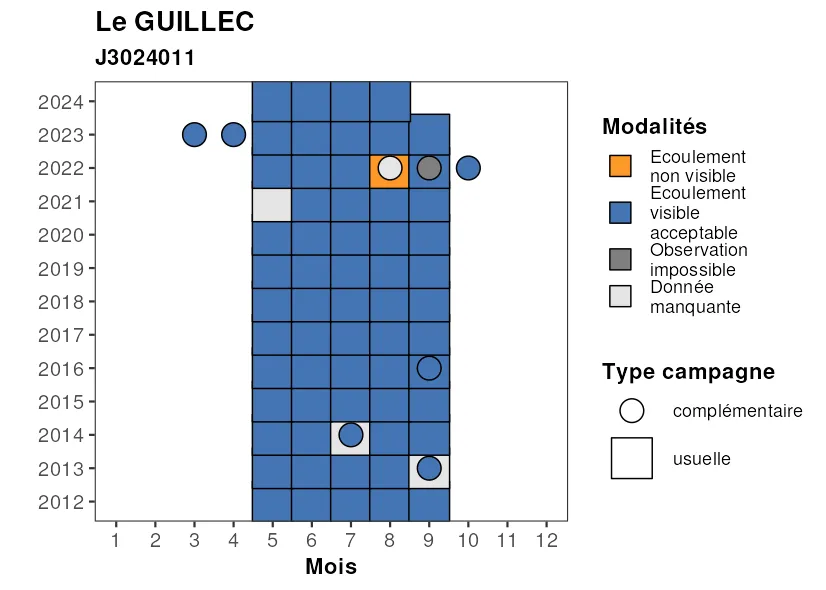 Le GUILLEC
J3024011
2024
2023
2022
2021
2020
2019
2018
2017
2016
2015
2014
2013
2012
1 2 3 4 5 6 7 8 9 10 11 12
Mois
Modalités
Ecoulement
non visible
Ecoulement
visible
acceptable
Observation
impossible
Donnée
manquante
Type campagne
complémentaire
usuelle